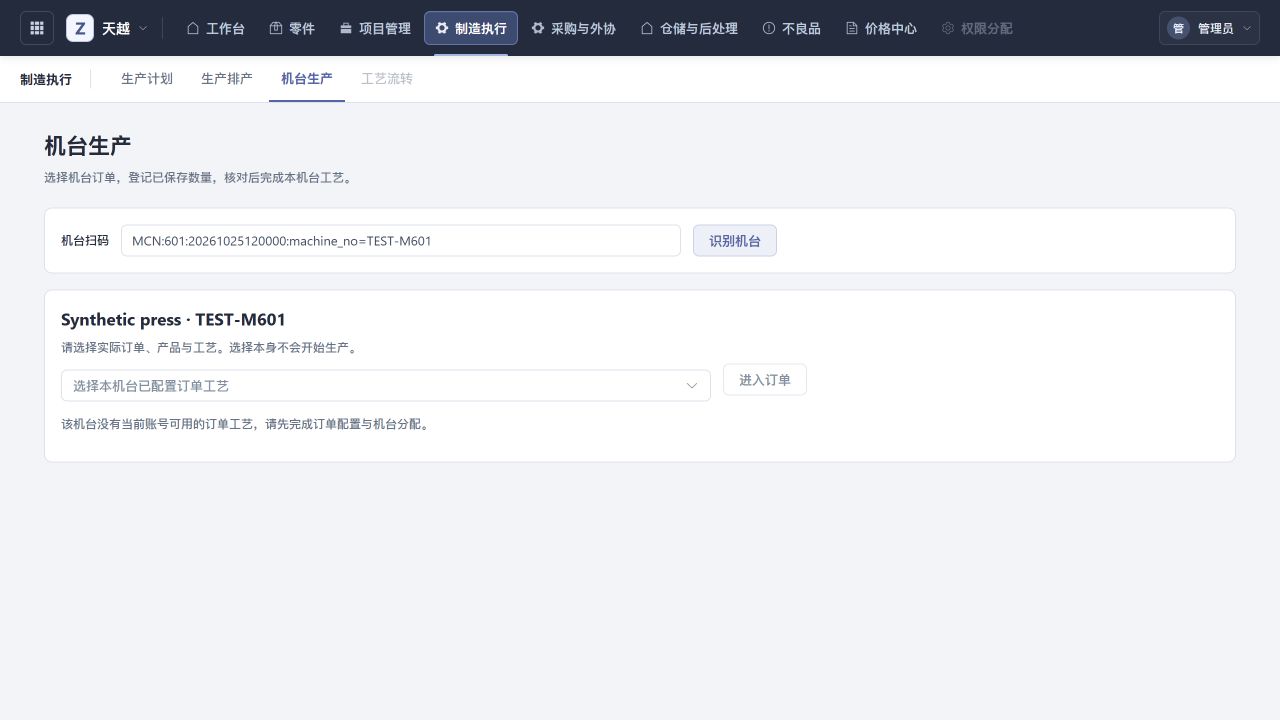 Z 天越 工作台 零件 项目管理 制造执行 采购与外协 仓储与后处理 不良品 价格中心 权限分配 管 管理员
制造执行 生产计划 生产排产 机台生产 工艺流转
机台生产
选择机台订单，登记已保存数量，核对后完成本机台工艺。
机台扫码 MCN:601:20261025120000:machine_no=TEST-M601 识别机台
Synthetic press · TEST-M601
请选择实际订单、产品与工艺。选择本身不会开始生产。
选择本机台已配置订单工艺 进入订单
该机台没有当前账号可用的订单工艺，请先完成订单配置与机台分配。